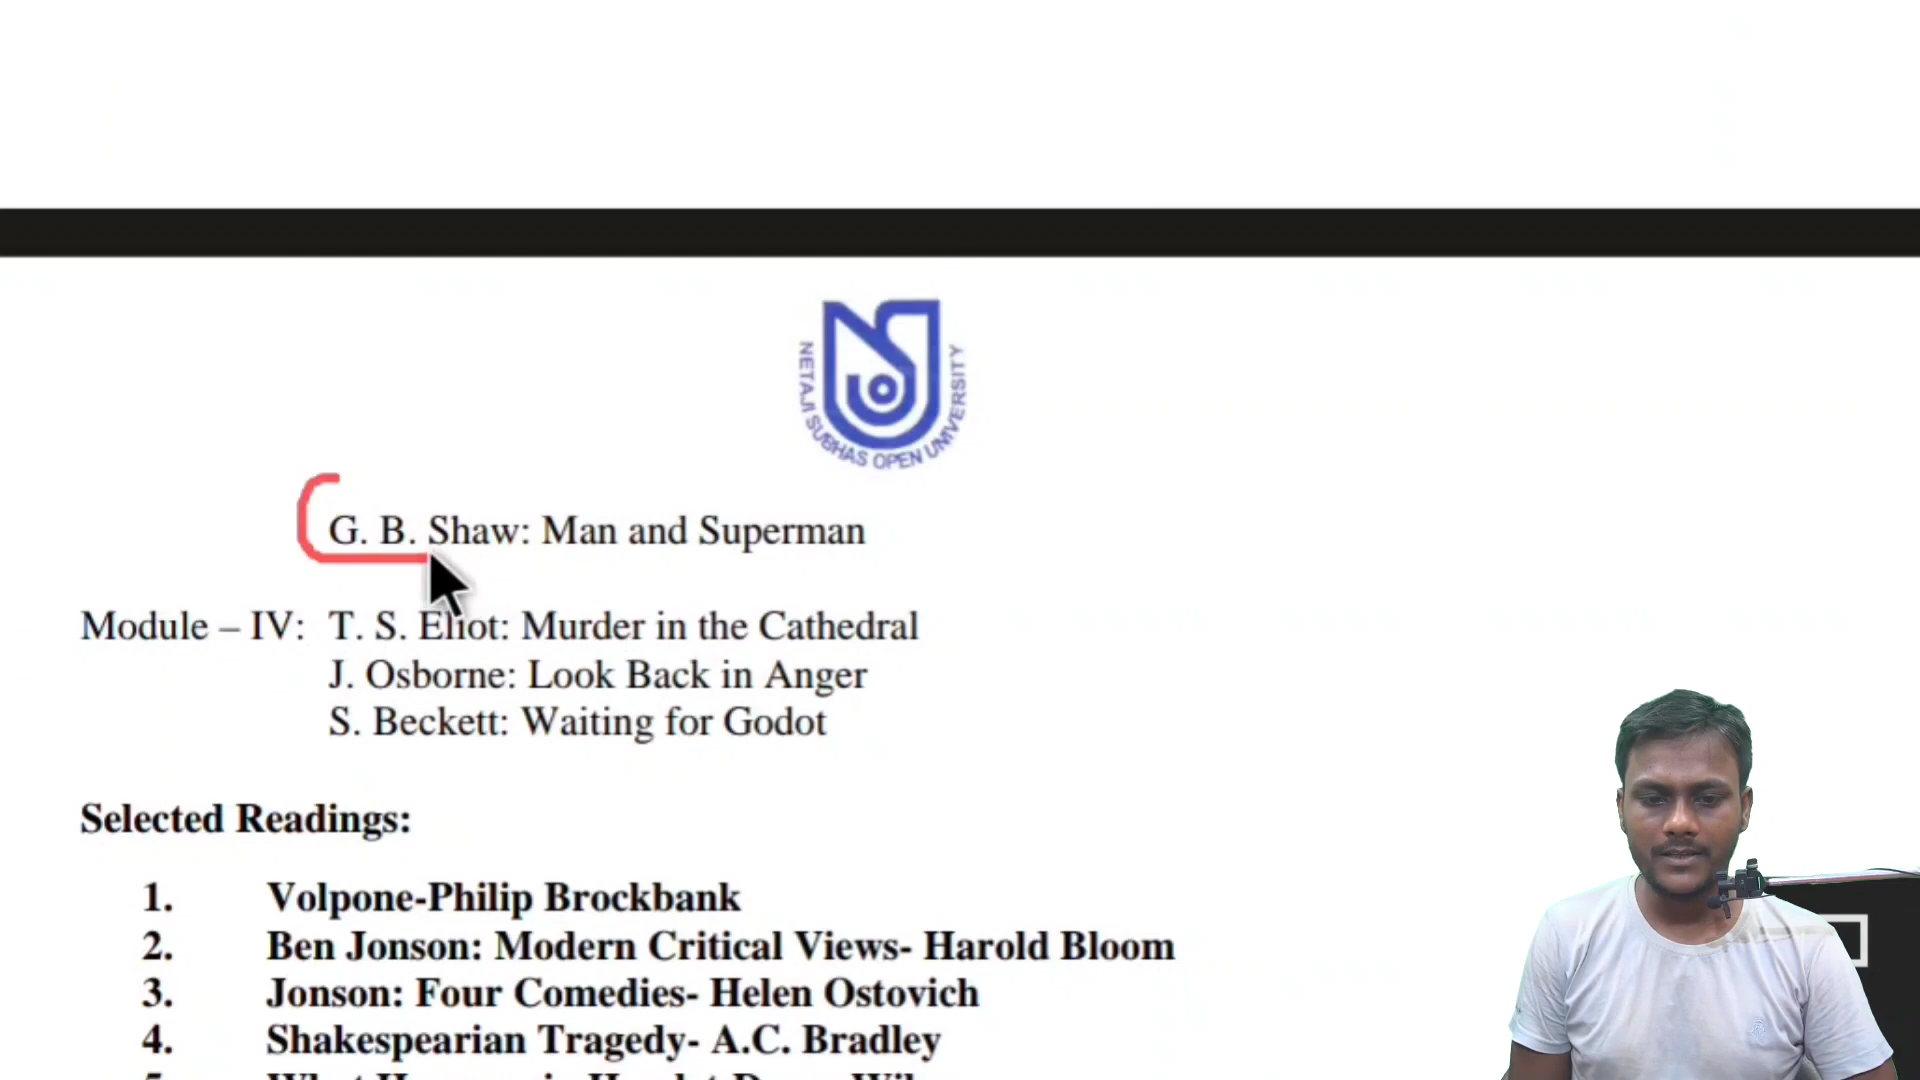 NETAJI SUBHAS OPEN UNIVERSITY
G. B. Shaw: Man and Superman
Module – IV: T. S. Eliot: Murder in the Cathedral
J. Osborne: Look Back in Anger
S. Beckett: Waiting for Godot
Selected Readings:
1. Volpone-Philip Brockbank
2. Ben Jonson: Modern Critical Views- Harold Bloom
3. Jonson: Four Comedies- Helen Ostovich
4. Shakespearian Tragedy- A.C. Bradley